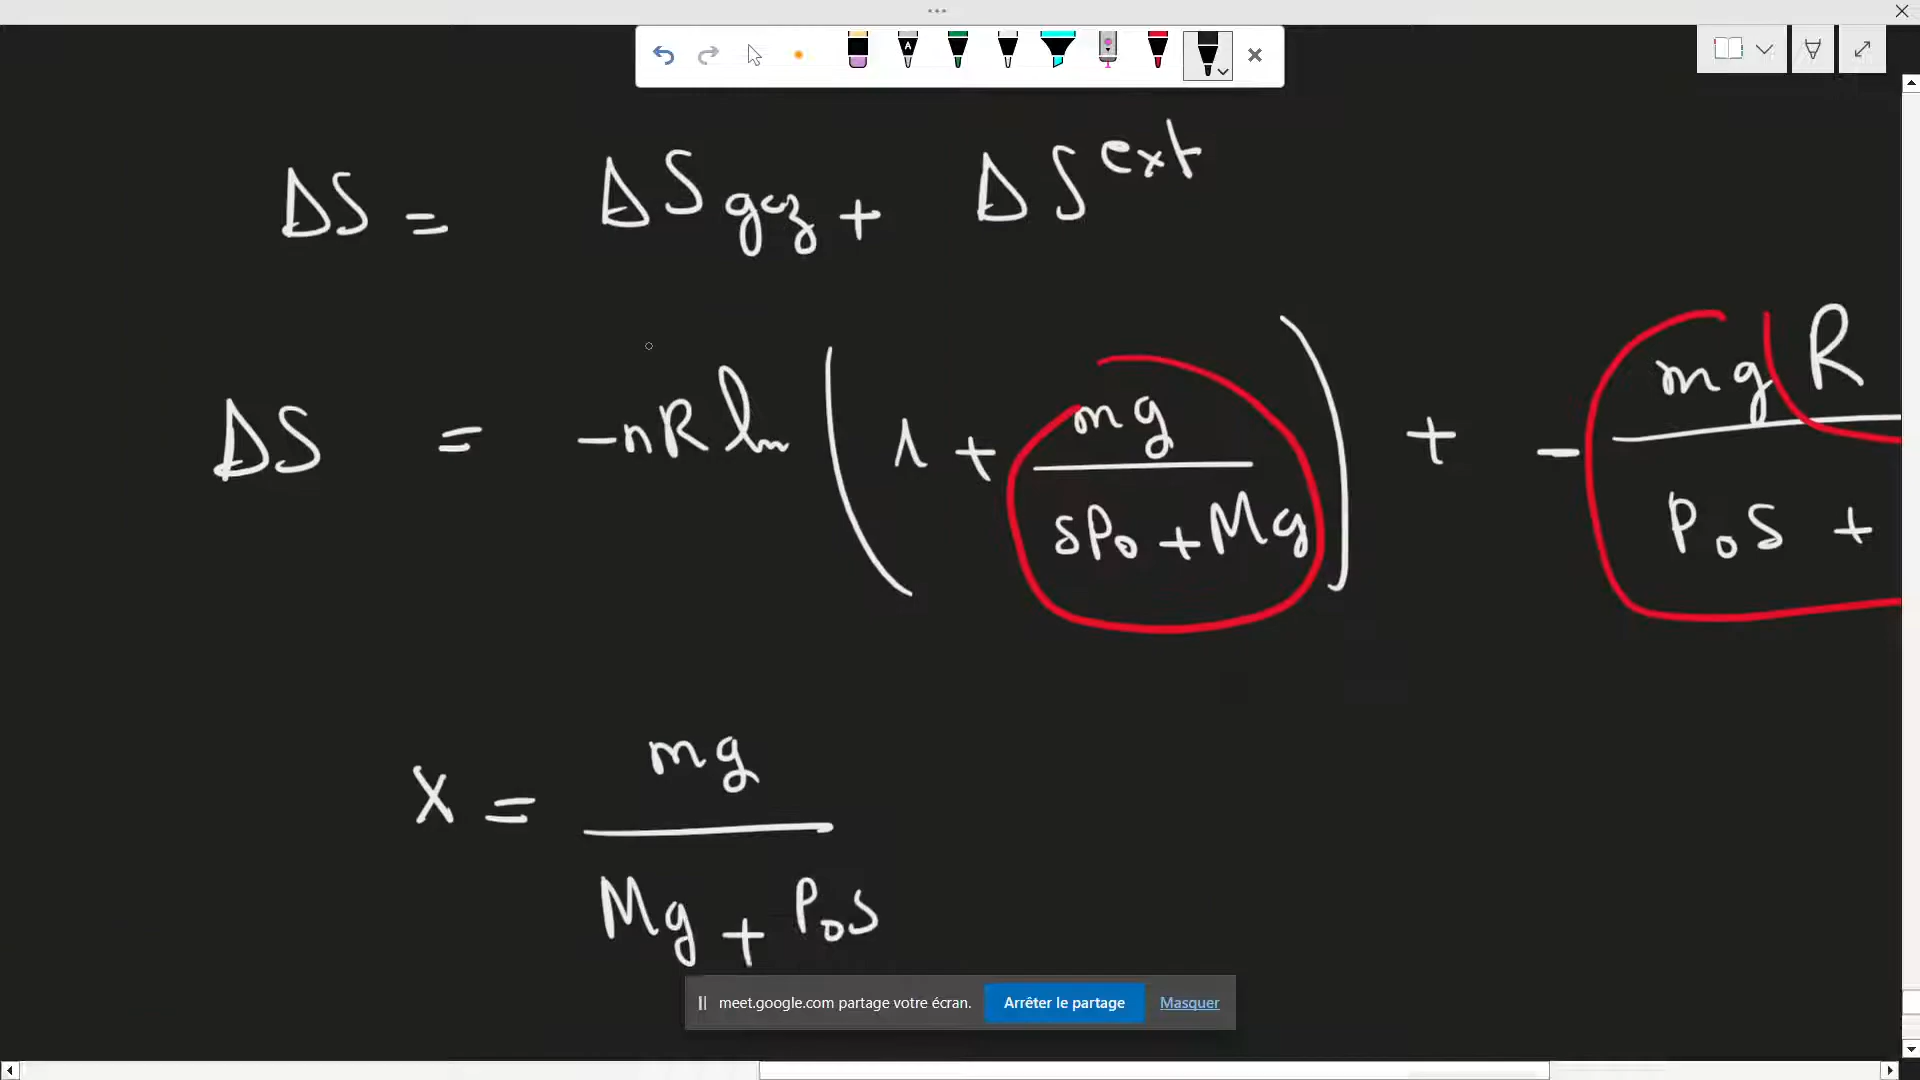 ΔS = ΔS gaz + ΔS ext
ΔS = -nR ln ( 1 + mg / (sP₀ + Mg) ) + - mg R / P₀S +
X = mg / (Mg + P₀S)
meet.google.com partage votre écran. Arrêter le partage Masquer